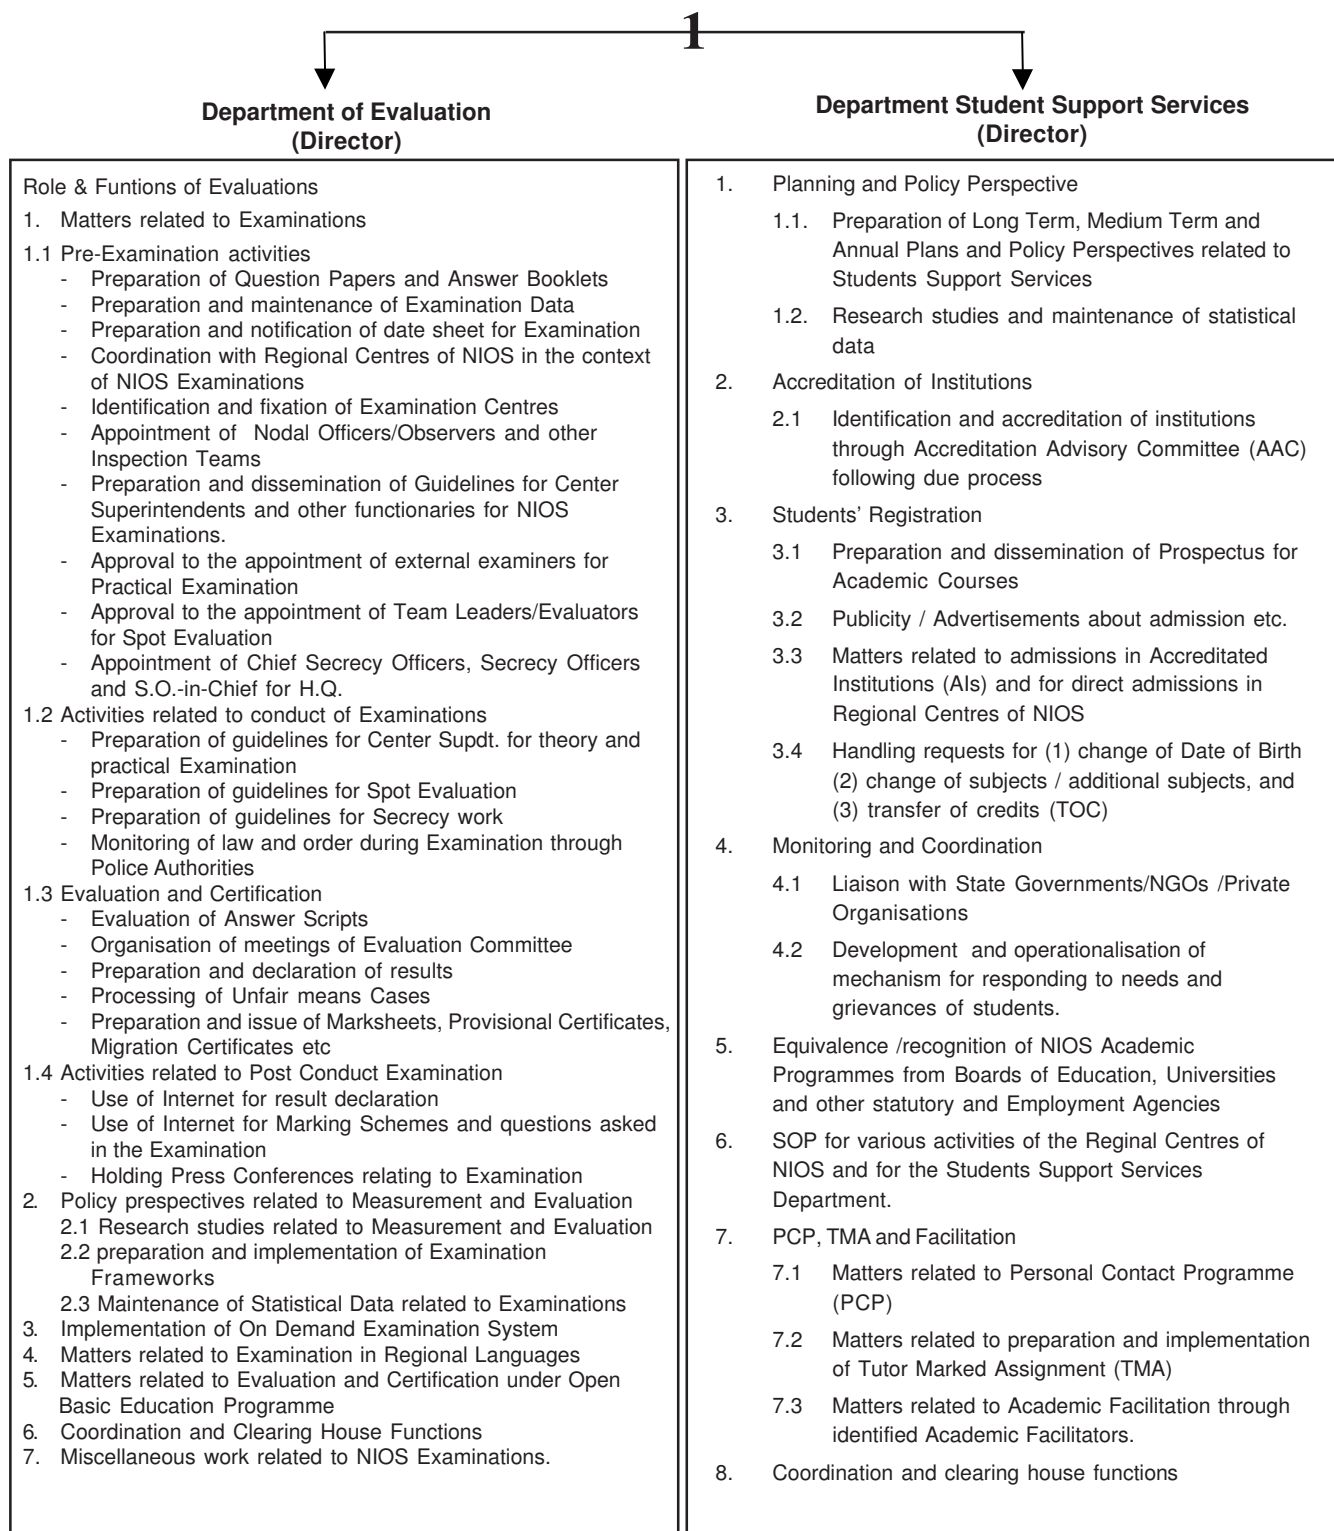 1
Department of Evaluation
(Director)
Role & Funtions of Evaluations
1. Matters related to Examinations
1.1 Pre-Examination activities
- Preparation of Question Papers and Answer Booklets
- Preparation and maintenance of Examination Data
- Preparation and notification of date sheet for Examination
- Coordination with Regional Centres of NIOS in the context
of NIOS Examinations
- Identification and fixation of Examination Centres
- Appointment of Nodal Officers/Observers and other
Inspection Teams
- Preparation and dissemination of Guidelines for Center
Superintendents and other functionaries for NIOS
Examinations.
- Approval to the appointment of external examiners for
Practical Examination
- Approval to the appointment of Team Leaders/Evaluators
for Spot Evaluation
- Appointment of Chief Secrecy Officers, Secrecy Officers
and S.O.-in-Chief for H.Q.
1.2 Activities related to conduct of Examinations
- Preparation of guidelines for Center Supdt. for theory and
practical Examination
- Preparation of guidelines for Spot Evaluation
- Preparation of guidelines for Secrecy work
- Monitoring of law and order during Examination through
Police Authorities
1.3 Evaluation and Certification
- Evaluation of Answer Scripts
- Organisation of meetings of Evaluation Committee
- Preparation and declaration of results
- Processing of Unfair means Cases
- Preparation and issue of Marksheets, Provisional Certificates,
Migration Certificates etc
1.4 Activities related to Post Conduct Examination
- Use of Internet for result declaration
- Use of Internet for Marking Schemes and questions asked
in the Examination
- Holding Press Conferences relating to Examination
2. Policy prespectives related to Measurement and Evaluation
2.1 Research studies related to Measurement and Evaluation
2.2 preparation and implementation of Examination
Frameworks
2.3 Maintenance of Statistical Data related to Examinations
3. Implementation of On Demand Examination System
4. Matters related to Examination in Regional Languages
5. Matters related to Evaluation and Certification under Open
Basic Education Programme
6. Coordination and Clearing House Functions
7. Miscellaneous work related to NIOS Examinations.
Department Student Support Services
(Director)
1. Planning and Policy Perspective
1.1. Preparation of Long Term, Medium Term and
Annual Plans and Policy Perspectives related to
Students Support Services
1.2. Research studies and maintenance of statistical
data
2. Accreditation of Institutions
2.1 Identification and accreditation of institutions
through Accreditation Advisory Committee (AAC)
following due process
3. Students' Registration
3.1 Preparation and dissemination of Prospectus for
Academic Courses
3.2 Publicity / Advertisements about admission etc.
3.3 Matters related to admissions in Accreditated
Institutions (AIs) and for direct admissions in
Regional Centres of NIOS
3.4 Handling requests for (1) change of Date of Birth
(2) change of subjects / additional subjects, and
(3) transfer of credits (TOC)
4. Monitoring and Coordination
4.1 Liaison with State Governments/NGOs /Private
Organisations
4.2 Development and operationalisation of
mechanism for responding to needs and
grievances of students.
5. Equivalence /recognition of NIOS Academic
Programmes from Boards of Education, Universities
and other statutory and Employment Agencies
6. SOP for various activities of the Reginal Centres of
NIOS and for the Students Support Services
Department.
7. PCP, TMA and Facilitation
7.1 Matters related to Personal Contact Programme
(PCP)
7.2 Matters related to preparation and implementation
of Tutor Marked Assignment (TMA)
7.3 Matters related to Academic Facilitation through
identified Academic Facilitators.
8. Coordination and clearing house functions